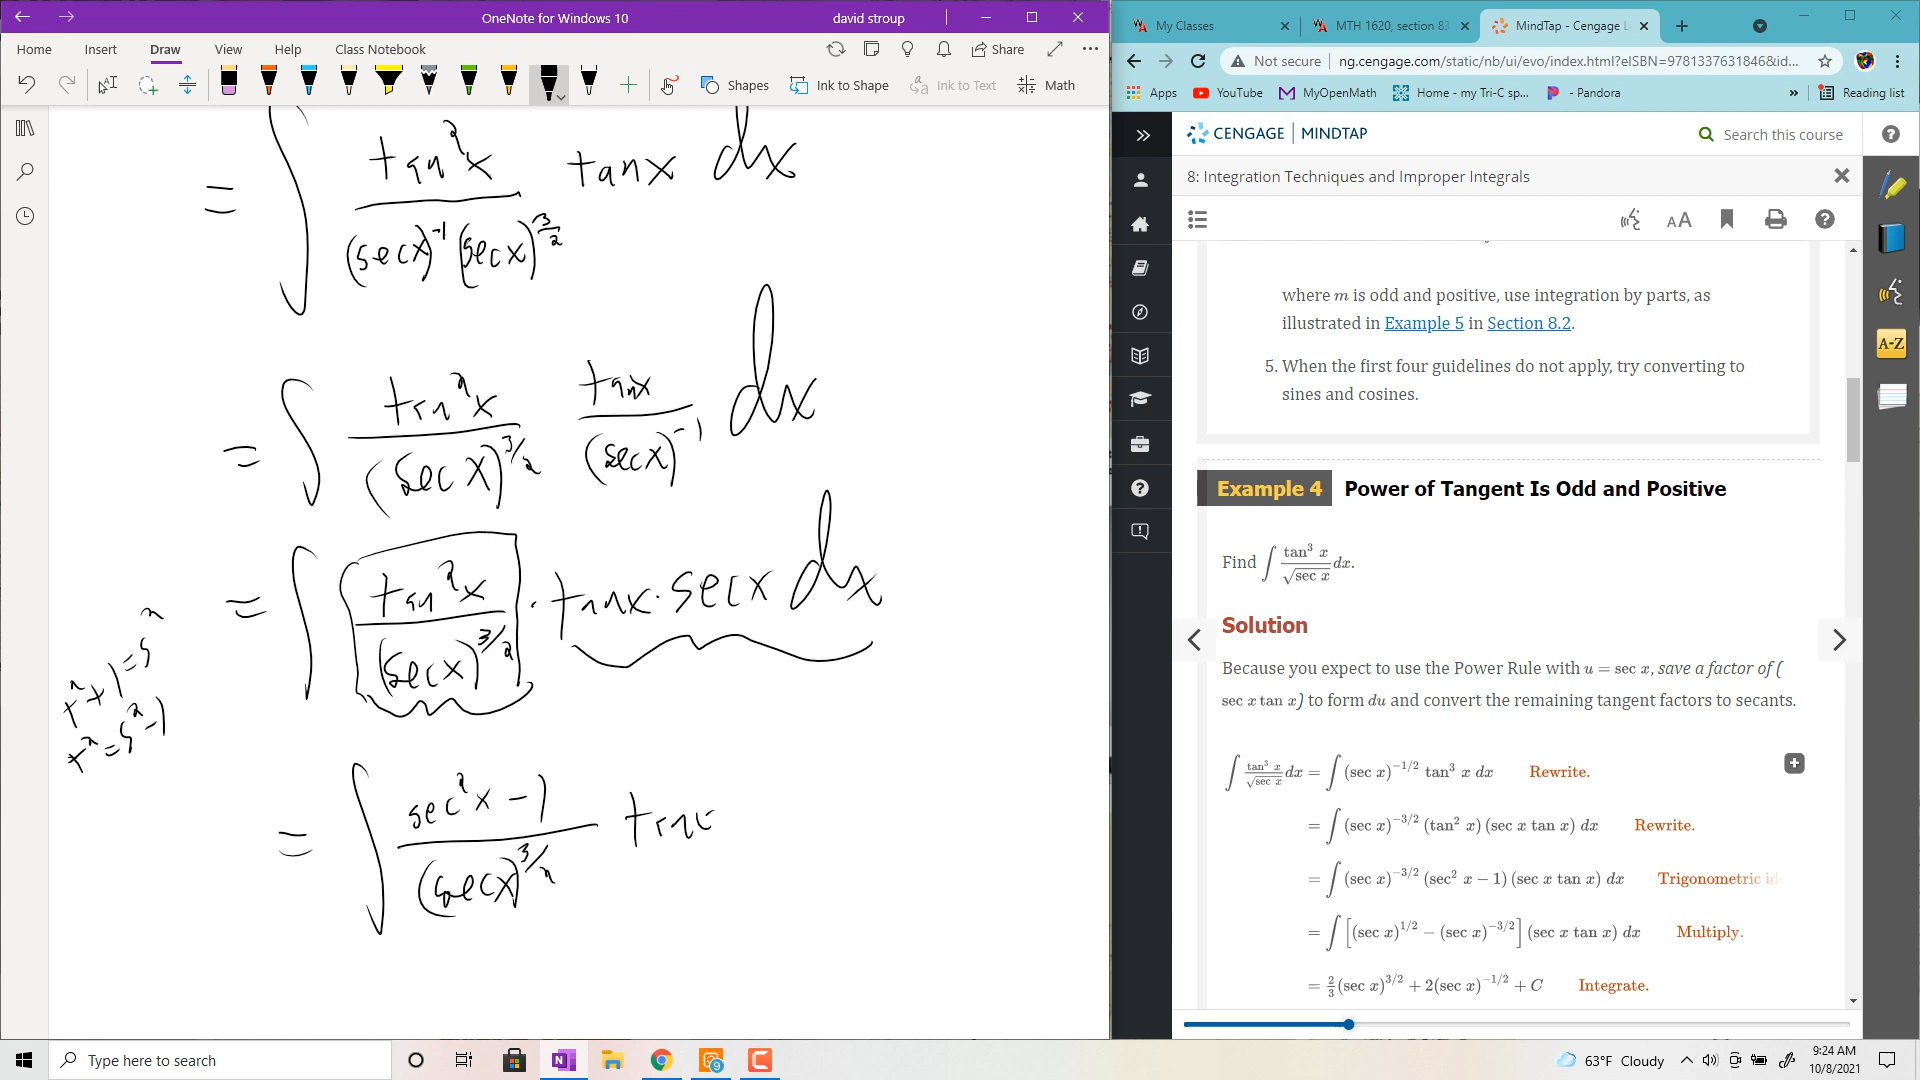 OneNote for Windows 10
david stroup
Home Insert Draw View Help Class Notebook
Share
Shapes Ink to Shape Ink to Text Math
= ∫ tan²x / (secx)⁻¹ (secx)^3/2 tanx dx
= ∫ tan²x / (secx)^3/2 tanx / (secx)⁻¹ dx
= ∫ tan²x / (secx)^3/2 · tanx · secx dx
t² + 1 = s²
t² = s² - 1
= ∫ sec²x - 1 / (secx)^3/2 tan
My Classes
MTH 1620, section 83
MindTap - Cengage L
Not secure ng.cengage.com/static/nb/ui/evo/index.html?eISBN=9781337631846&id...
Apps YouTube MyOpenMath Home - my Tri-C sp... - Pandora » Reading list
CENGAGE | MINDTAP
Search this course
8: Integration Techniques and Improper Integrals
AA
A-Z
where m is odd and positive, use integration by parts, as
illustrated in Example 5 in Section 8.2.
5. When the first four guidelines do not apply, try converting to
sines and cosines.
Example 4 Power of Tangent Is Odd and Positive
Find ∫ tan³ x / √sec x dx.
Solution
Because you expect to use the Power Rule with u = sec x, save a factor of (
sec x tan x) to form du and convert the remaining tangent factors to secants.
∫ tan³ x / √sec x dx = ∫ (sec x)^−1/2 tan³ x dx Rewrite.
= ∫ (sec x)^−3/2 (tan² x) (sec x tan x) dx Rewrite.
= ∫ (sec x)^−3/2 (sec² x − 1) (sec x tan x) dx Trigonometric id
= ∫ [(sec x)^1/2 − (sec x)^−3/2] (sec x tan x) dx Multiply.
= 2/3 (sec x)^3/2 + 2(sec x)^−1/2 + C Integrate.
Type here to search
63°F Cloudy
9:24 AM
10/8/2021